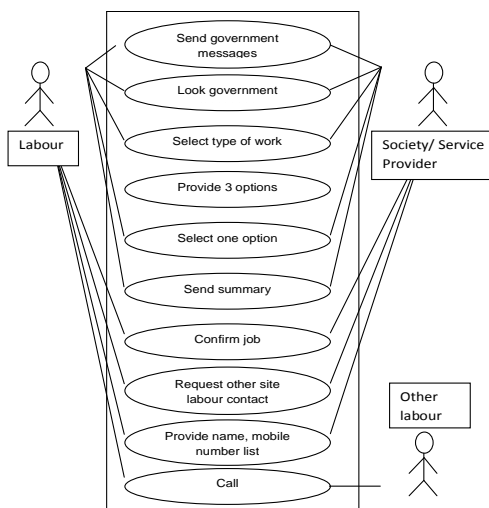 Send government
messages
Look government
Labour
Select type of work
Society/ Service
Provider
Provide 3 options
Select one option
Send summary
Confirm job
Request other site
labour contact
Other
labour
Provide name, mobile
number list
Call